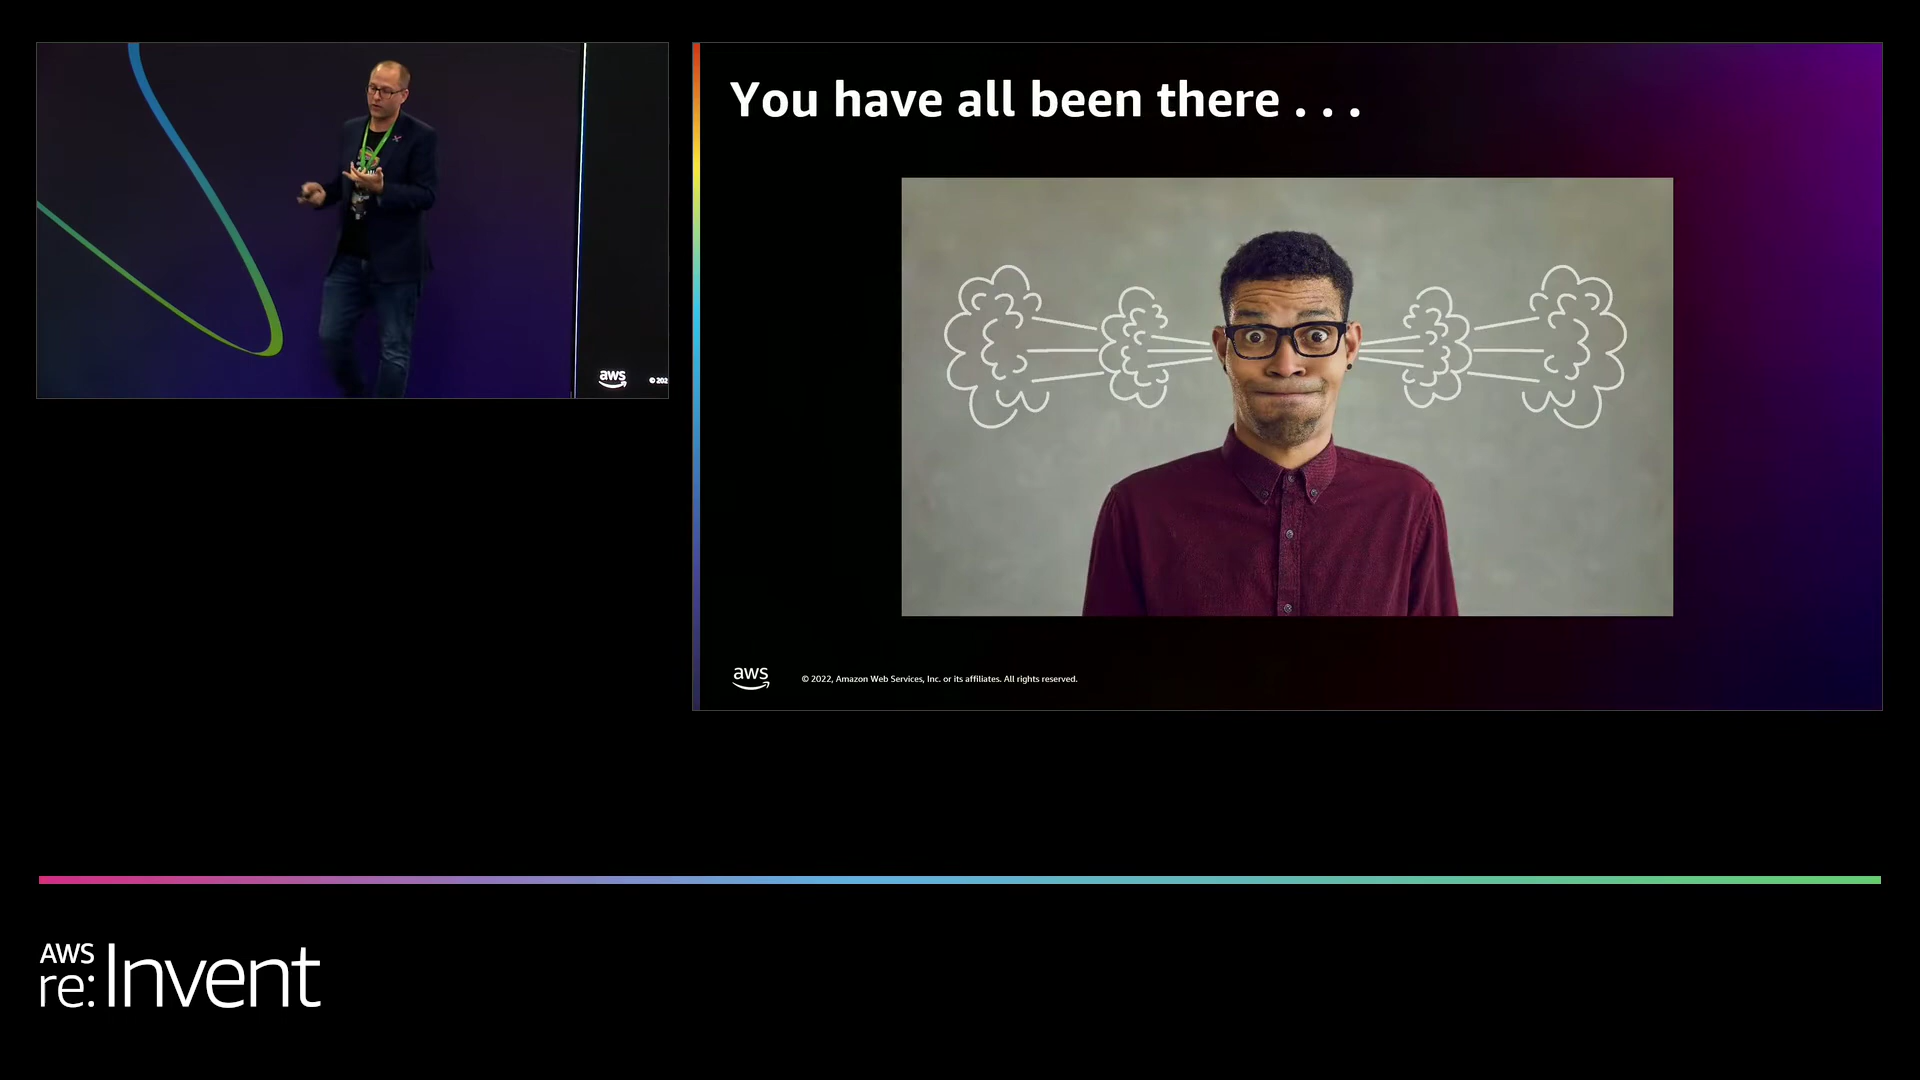 You have all been there . . .
aws
© 202
aws
© 2022, Amazon Web Services, Inc. or its affiliates. All rights reserved.
AWS
re:Invent